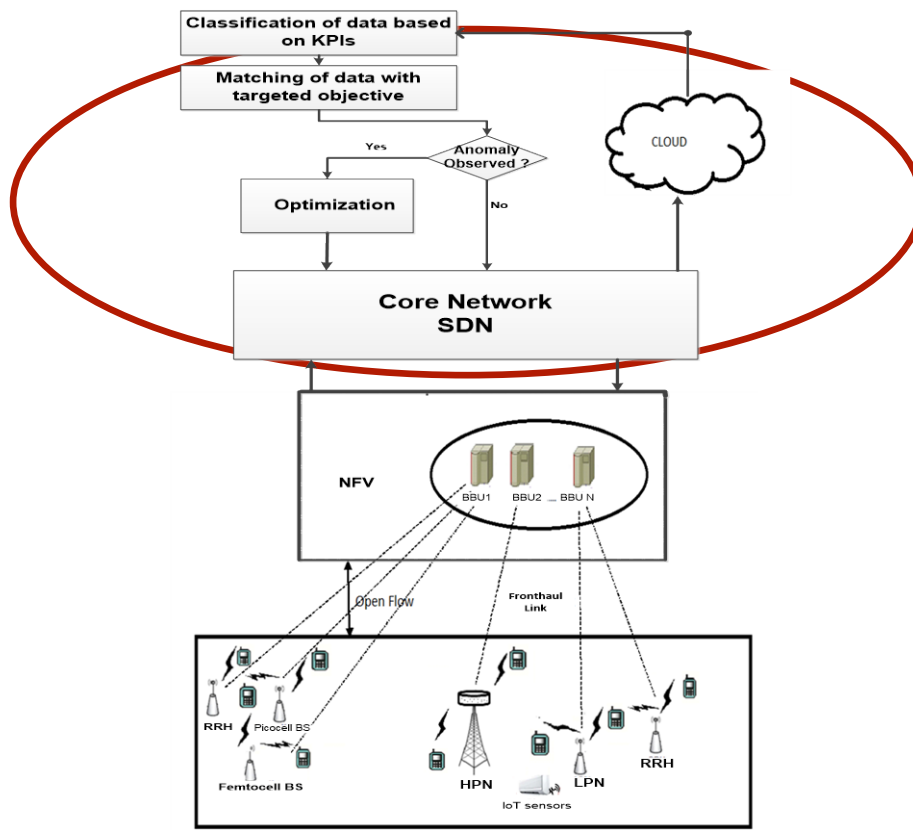 Classification of data based
on KPIs
Matching of data with
targeted objective
CLOUD
Yes
Anomaly
Observed ?
Optimization
No
Core Network
SDN
NFV
BBU1
BBU2
BBU N
Open Flow
Fronthaul
Link
RRH
Picocell BS
Femtocell BS
HPN
LPN
RRH
IoT sensors